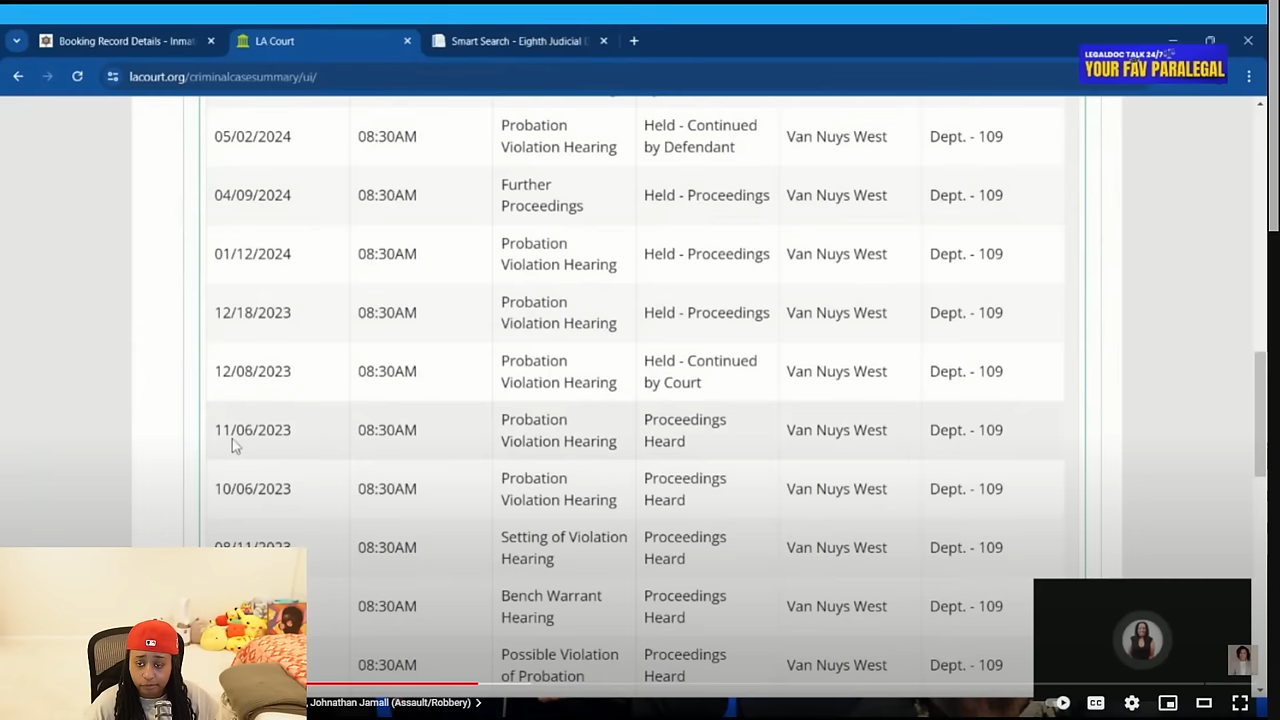 Booking Record Details - Inmat
LA Court
Smart Search - Eighth Judicial
LEGALDOC TALK 24/7
YOUR FAV PARALEGAL
lacourt.org/criminalcasesummary/ui/
05/02/2024 08:30AM Probation Violation Hearing Held - Continued by Defendant Van Nuys West Dept. - 109
04/09/2024 08:30AM Further Proceedings Held - Proceedings Van Nuys West Dept. - 109
01/12/2024 08:30AM Probation Violation Hearing Held - Proceedings Van Nuys West Dept. - 109
12/18/2023 08:30AM Probation Violation Hearing Held - Proceedings Van Nuys West Dept. - 109
12/08/2023 08:30AM Probation Violation Hearing Held - Continued by Court Van Nuys West Dept. - 109
11/06/2023 08:30AM Probation Violation Hearing Proceedings Heard Van Nuys West Dept. - 109
10/06/2023 08:30AM Probation Violation Hearing Proceedings Heard Van Nuys West Dept. - 109
08/11/2023 08:30AM Setting of Violation Hearing Proceedings Heard Van Nuys West Dept. - 109
08:30AM Bench Warrant Hearing Proceedings Heard Van Nuys West Dept. - 109
08:30AM Possible Violation of Probation Proceedings Heard Van Nuys West Dept. - 109
Johnathan Jamall (Assault/Robbery)
CC